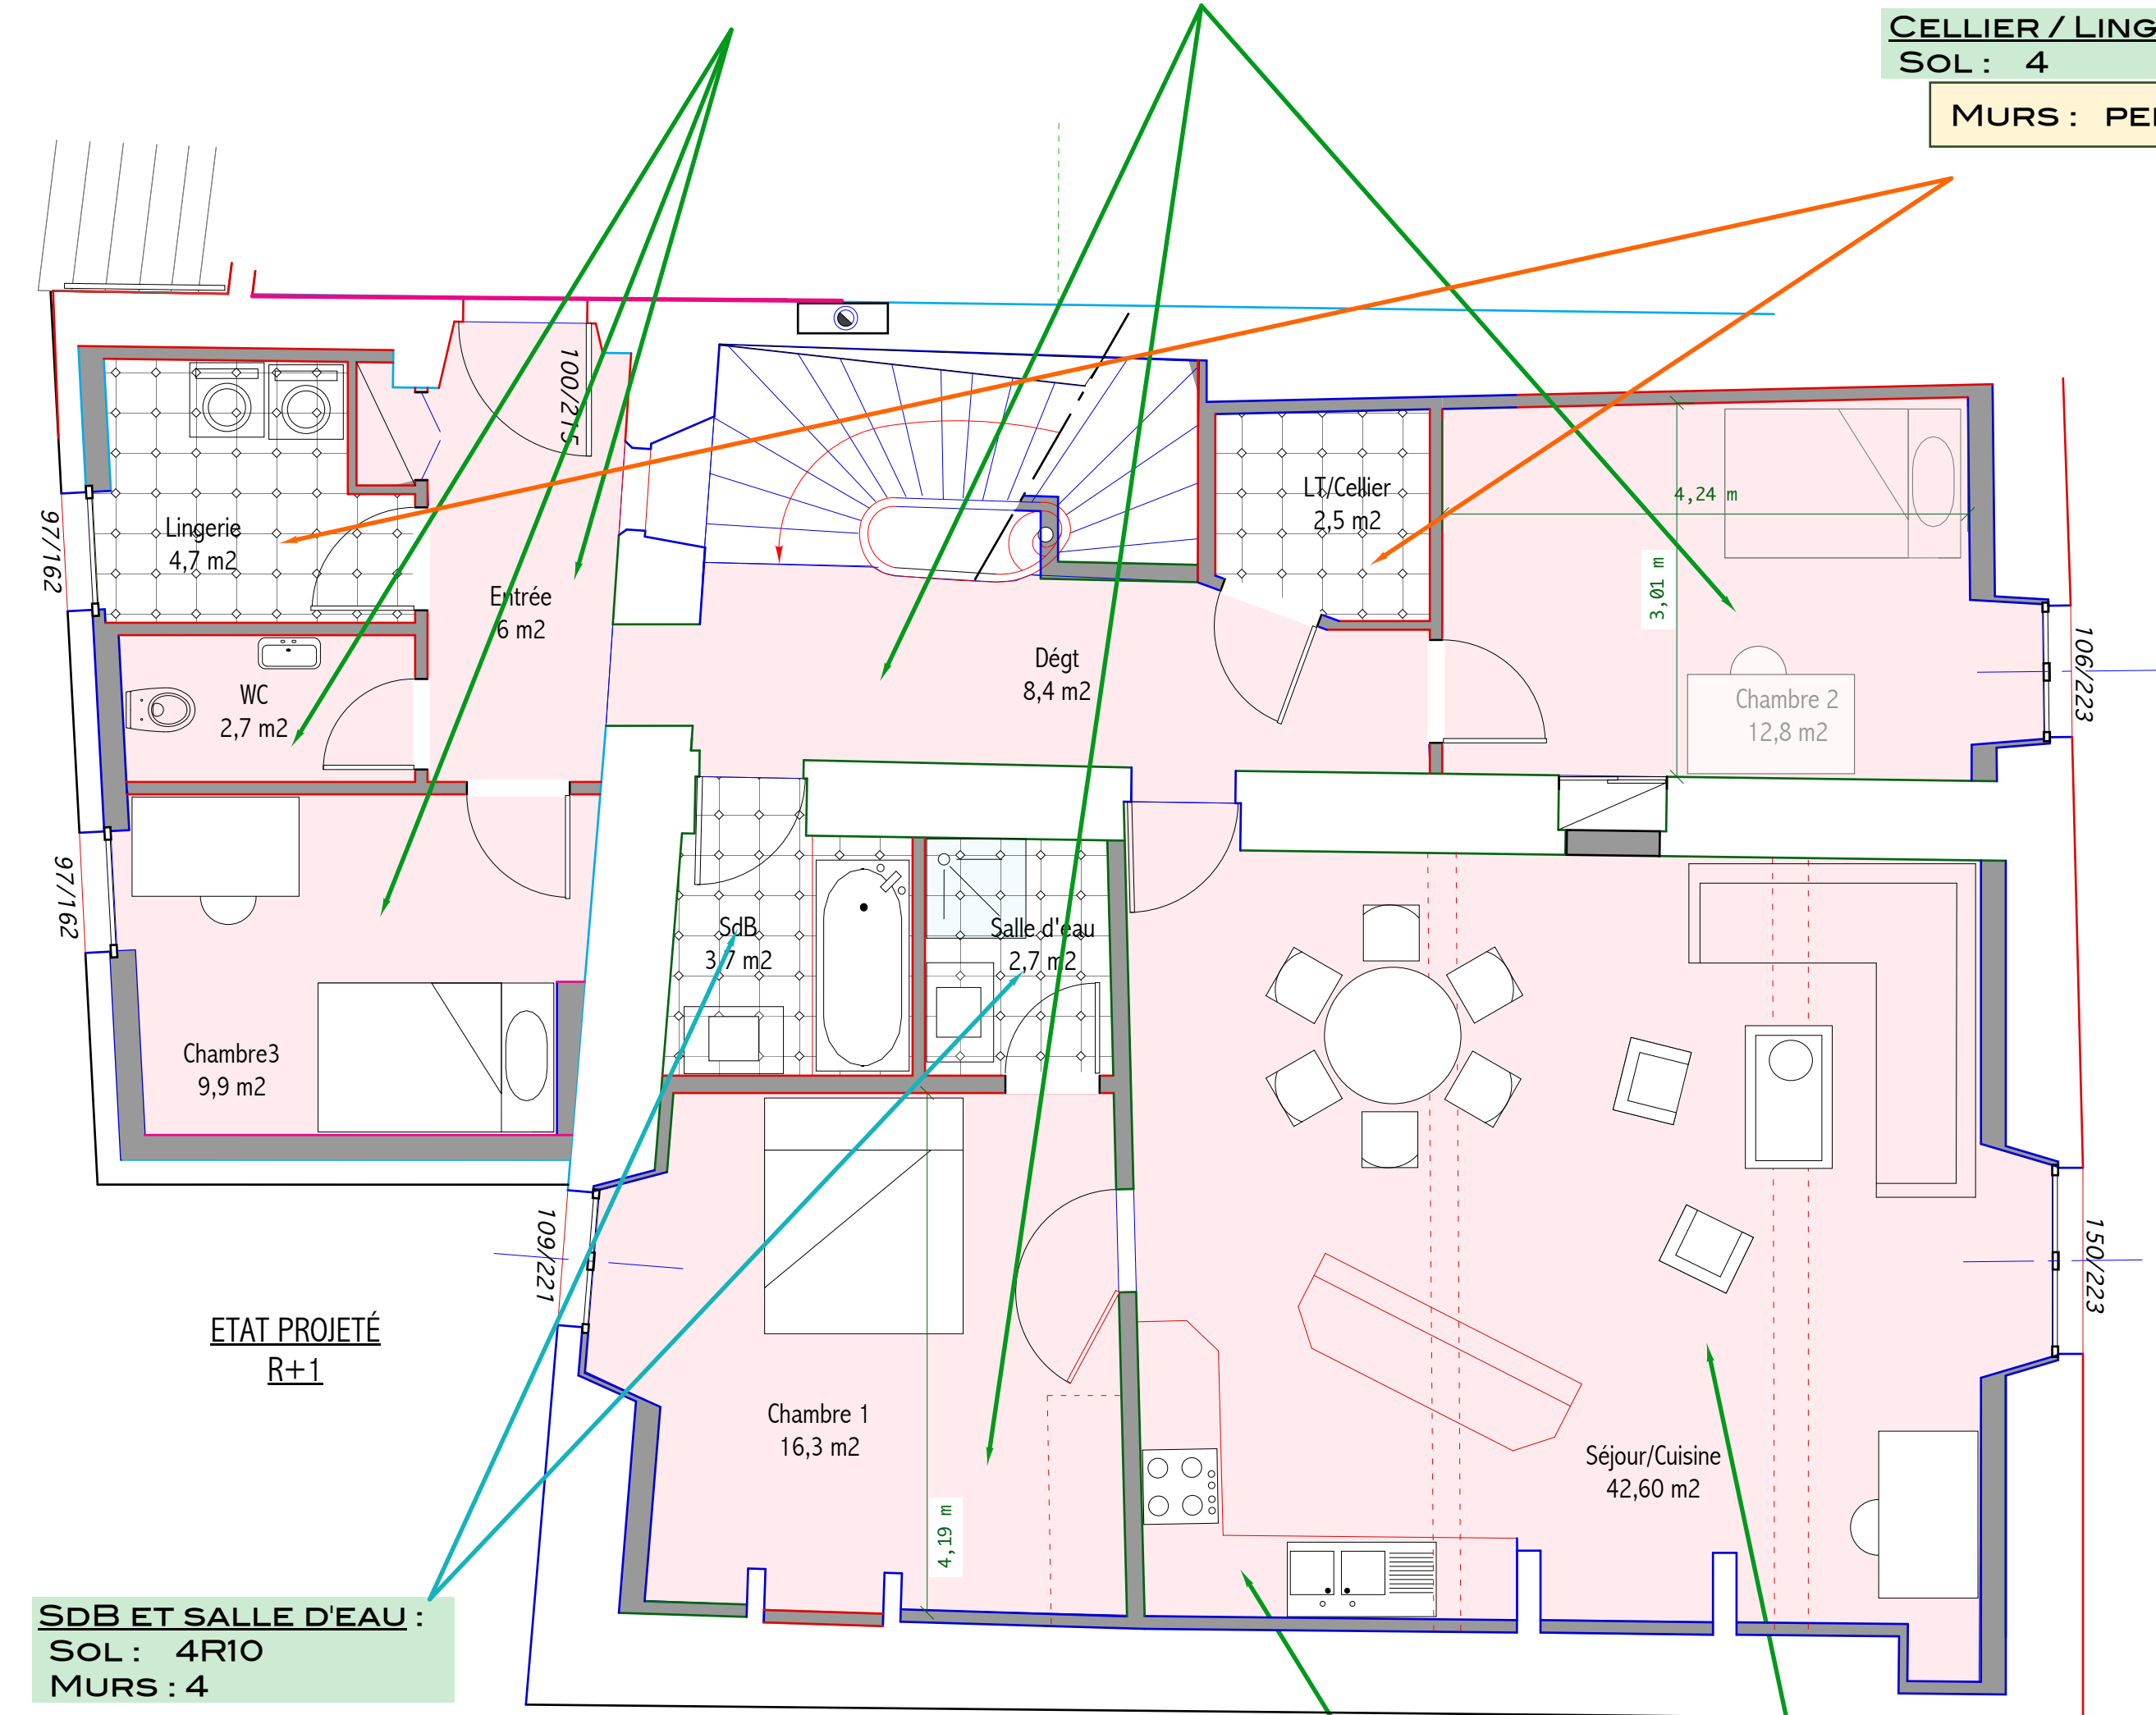 CELLIER / LING
SOL : 4
MURS : PE
100/215
97/162
Lingerie
4,7 m2
Entrée
6 m2
WC
2,7 m2
LT/Cellier
2,5 m2
4,24 m
3,01 m
Dégt
8,4 m2
Chambre 2
12,8 m2
106/223
97/162
SdB
3,7 m2
Salle d'eau
2,7 m2
Chambre3
9,9 m2
109/221
150/223
ETAT PROJETÉ
R+1
Chambre 1
16,3 m2
4,19 m
Séjour/Cuisine
42,60 m2
SDB ET SALLE D'EAU :
SOL : 4R10
MURS : 4